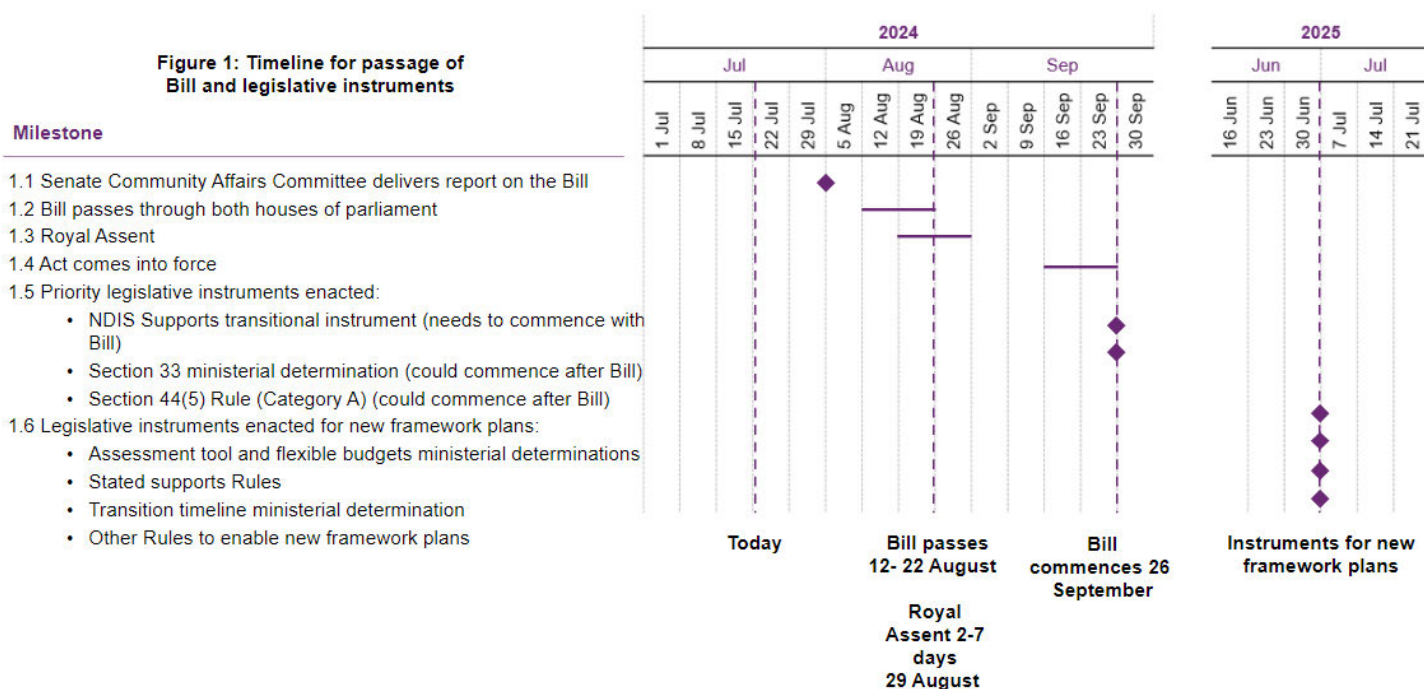 Figure 1: Timeline for passage of
Bill and legislative instruments
Milestone
2024
2025
Jul
Aug
Sep
Jun
Jul
1 Jul
8 Jul
15 Jul
22 Jul
29 Jul
5 Aug
12 Aug
19 Aug
26 Aug
2 Sep
9 Sep
16 Sep
23 Sep
30 Sep
16 Jun
23 Jun
30 Jun
7 Jul
14 Jul
21 Jul
1.1 Senate Community Affairs Committee delivers report on the Bill
1.2 Bill passes through both houses of parliament
1.3 Royal Assent
1.4 Act comes into force
1.5 Priority legislative instruments enacted:
• NDIS Supports transitional instrument (needs to commence with
Bill)
• Section 33 ministerial determination (could commence after Bill)
• Section 44(5) Rule (Category A) (could commence after Bill)
1.6 Legislative instruments enacted for new framework plans:
• Assessment tool and flexible budgets ministerial determinations
• Stated supports Rules
• Transition timeline ministerial determination
• Other Rules to enable new framework plans
Today
Bill passes
12- 22 August
Royal
Assent 2-7
days
29 August
Bill
commences 26
September
Instruments for new
framework plans